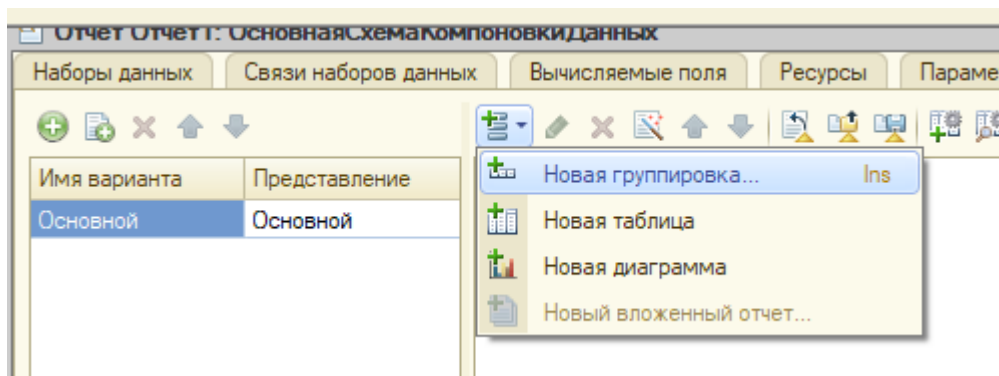 Отчет Отчет1: ОсновнаяСхемаКомпоновкиДанных
Наборы данных Связи наборов данных Вычисляемые поля Ресурсы Параме
Имя варианта Представление
Основной Основной
Новая группировка... Ins
Новая таблица
Новая диаграмма
Новый вложенный отчет...